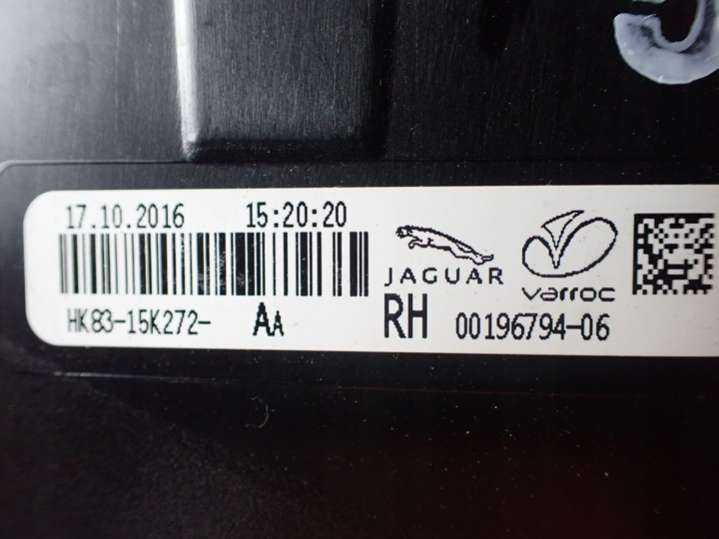 17.10.2016 15:20:20
JAGUAR varroc
HK83-15K272- AA RH 00196794-06